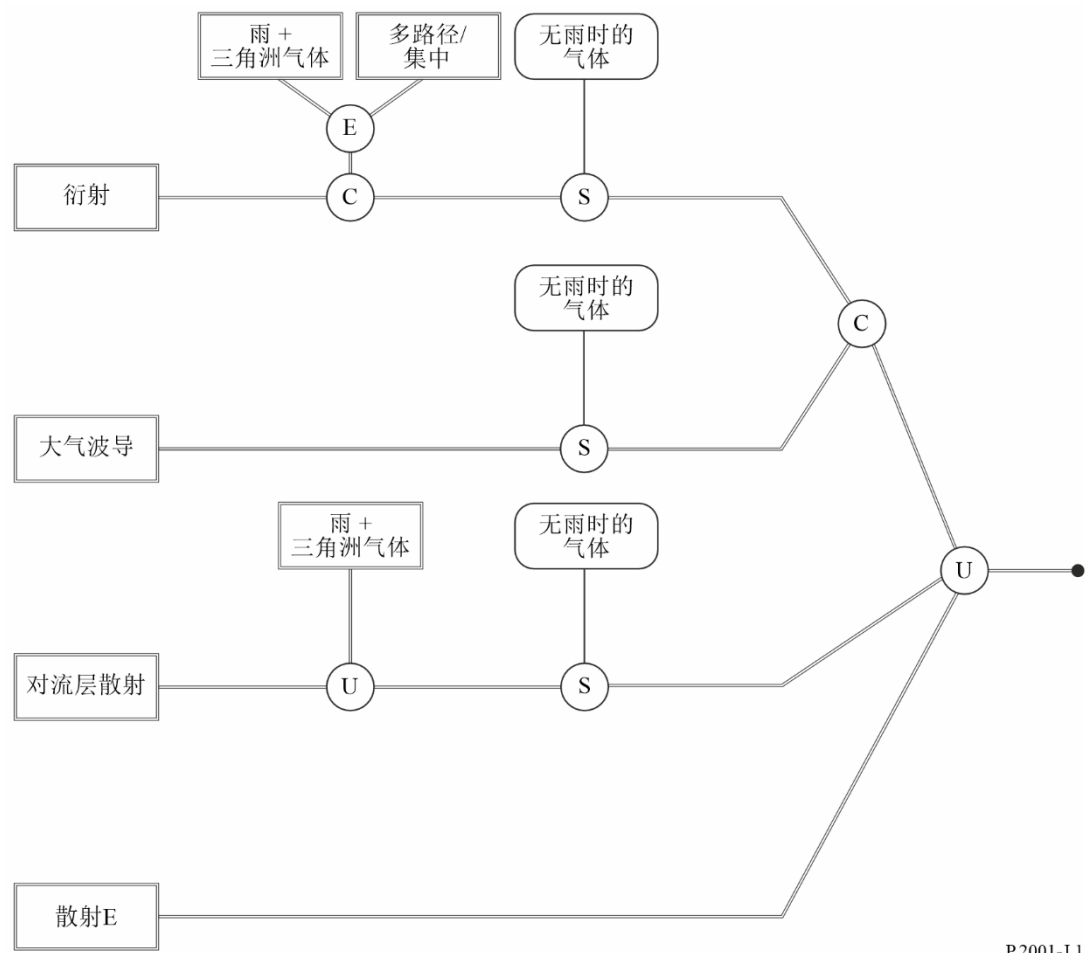 雨 +
三角洲气体
多路径/
集中
无雨时的
气体
E
衍射
C
S
无雨时的
气体
C
大气波导
S
雨 +
三角洲气体
无雨时的
气体
U
对流层散射
U
S
散射E
P.2001-J.1